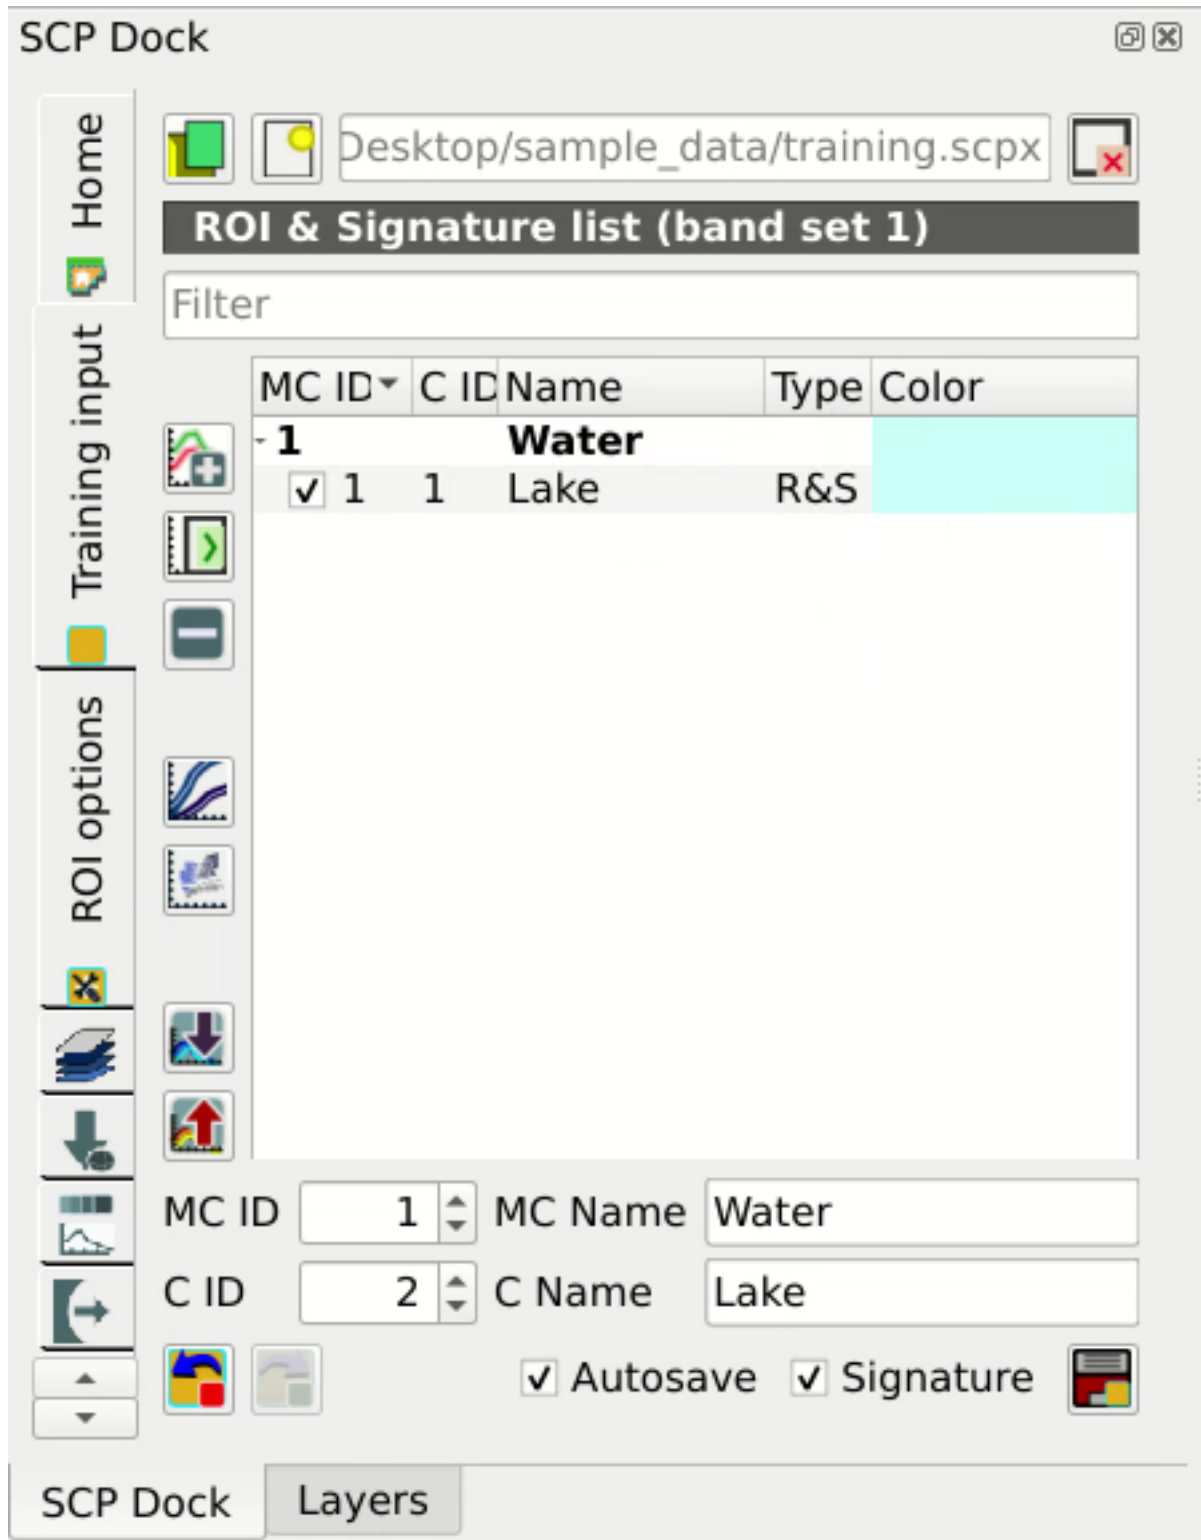 SCP Dock
Home
Training input
ROI options
Desktop/sample_data/training.scpx
ROI & Signature list (band set 1)
Filter
MC ID C ID Name Type Color
1 Water
1 1 Lake R&S
MC ID 1 MC Name Water
C ID 2 C Name Lake
Autosave Signature
SCP Dock Layers